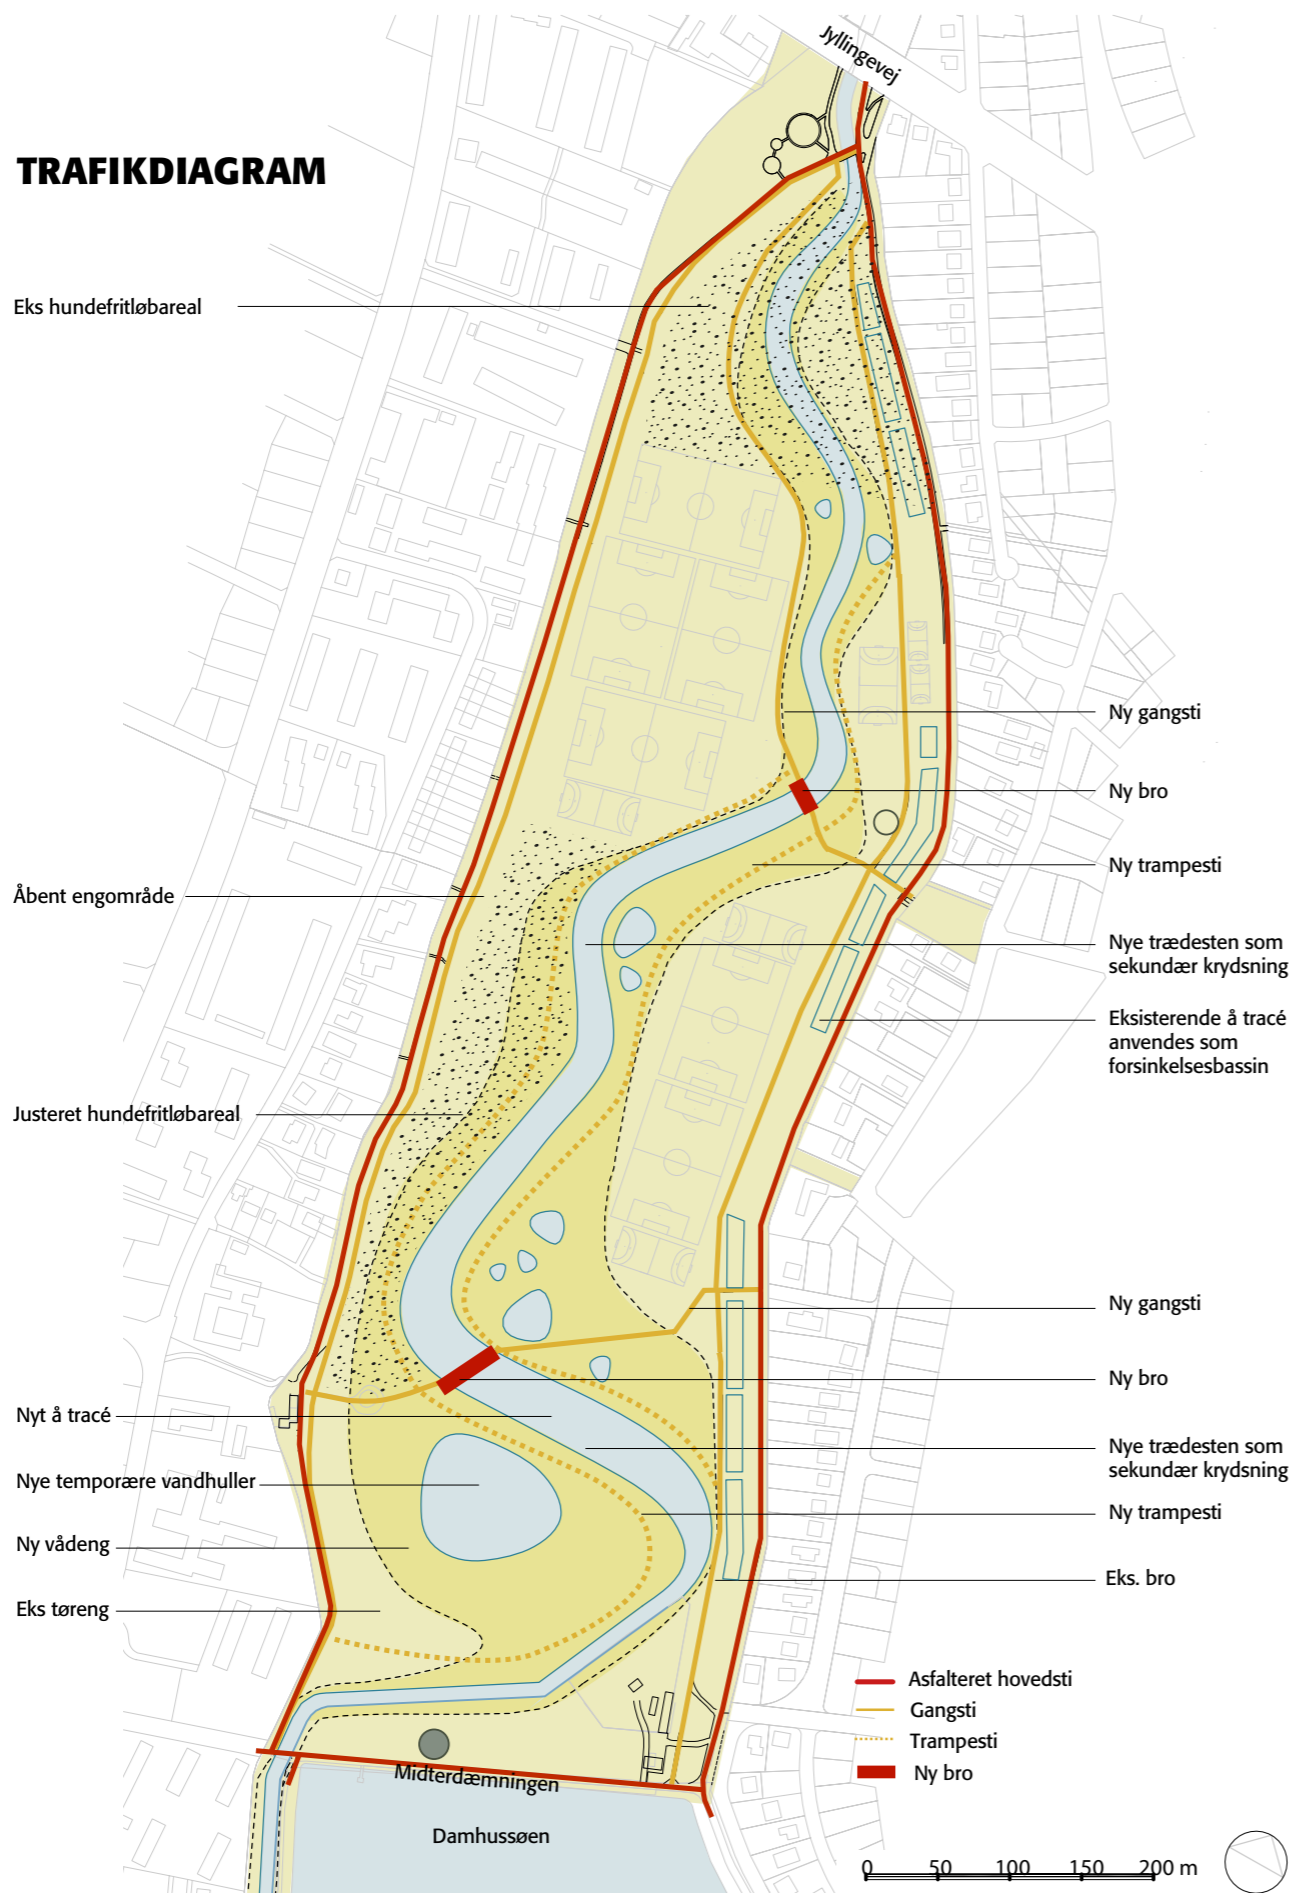 Jyllingevej
TRAFIKDIAGRAM
Eks hundefritløbareal
Åbent engområde
Justeret hundefritløbareal
Nyt å tracé
Nye temporære vandhuller
Ny vådeng
Eks tøreng
Ny gangsti
Ny bro
Ny trampesti
Nye trædesten som
sekundær krydsning
Eksisterende å tracé
anvendes som
forsinkelsesbassin
Ny gangsti
Ny bro
Nye trædesten som
sekundær krydsning
Ny trampesti
Eks. bro
Asfalteret hovedsti
Gangsti
Trampesti
Ny bro
Midterdæmningen
Damhussøen
0 50 100 150 200 m